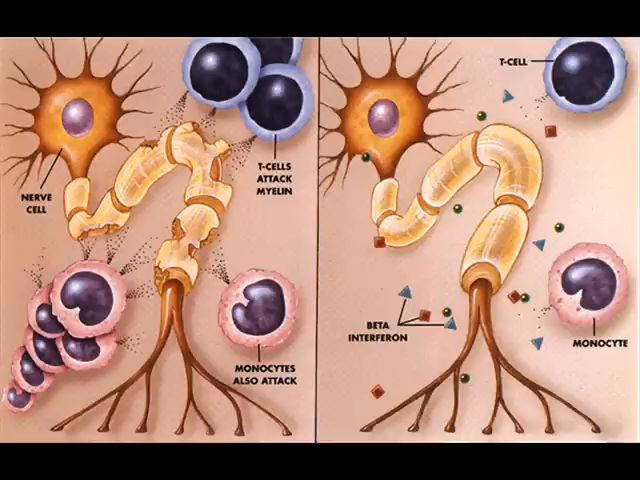 NERVE
CELL
T-CELLS
ATTACK
MYELIN
MONOCYTES
ALSO ATTACK
T-CELL
BETA
INTERFERON
MONOCYTE